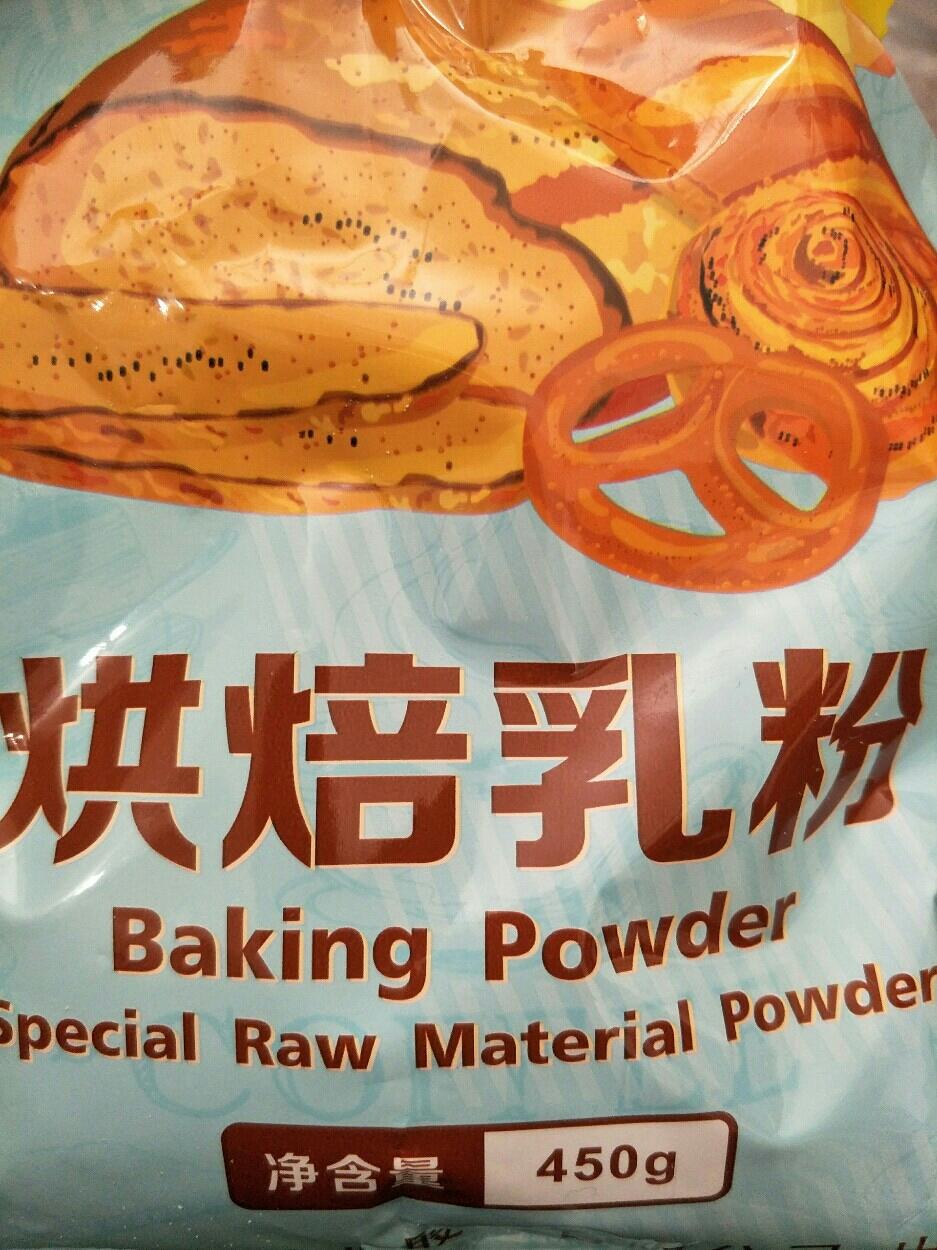 烘焙乳粉
Baking Powder
Special Raw Material Powder
净含量 450g